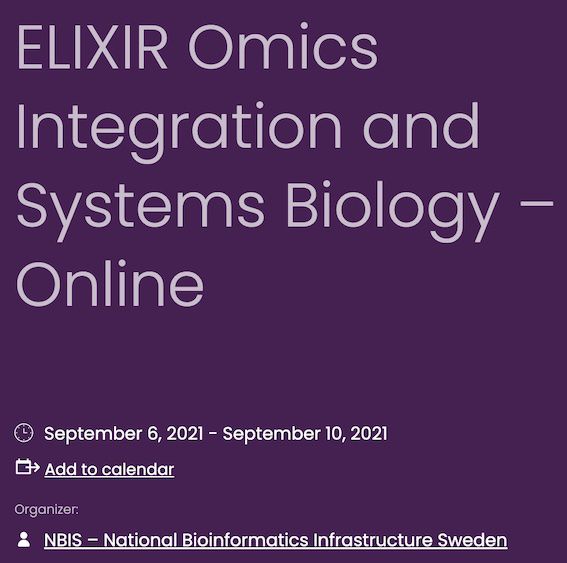 ELIXIR Omics
Integration and
Systems Biology –
Online
September 6, 2021 - September 10, 2021
Add to calendar
Organizer:
NBIS – National Bioinformatics Infrastructure Sweden